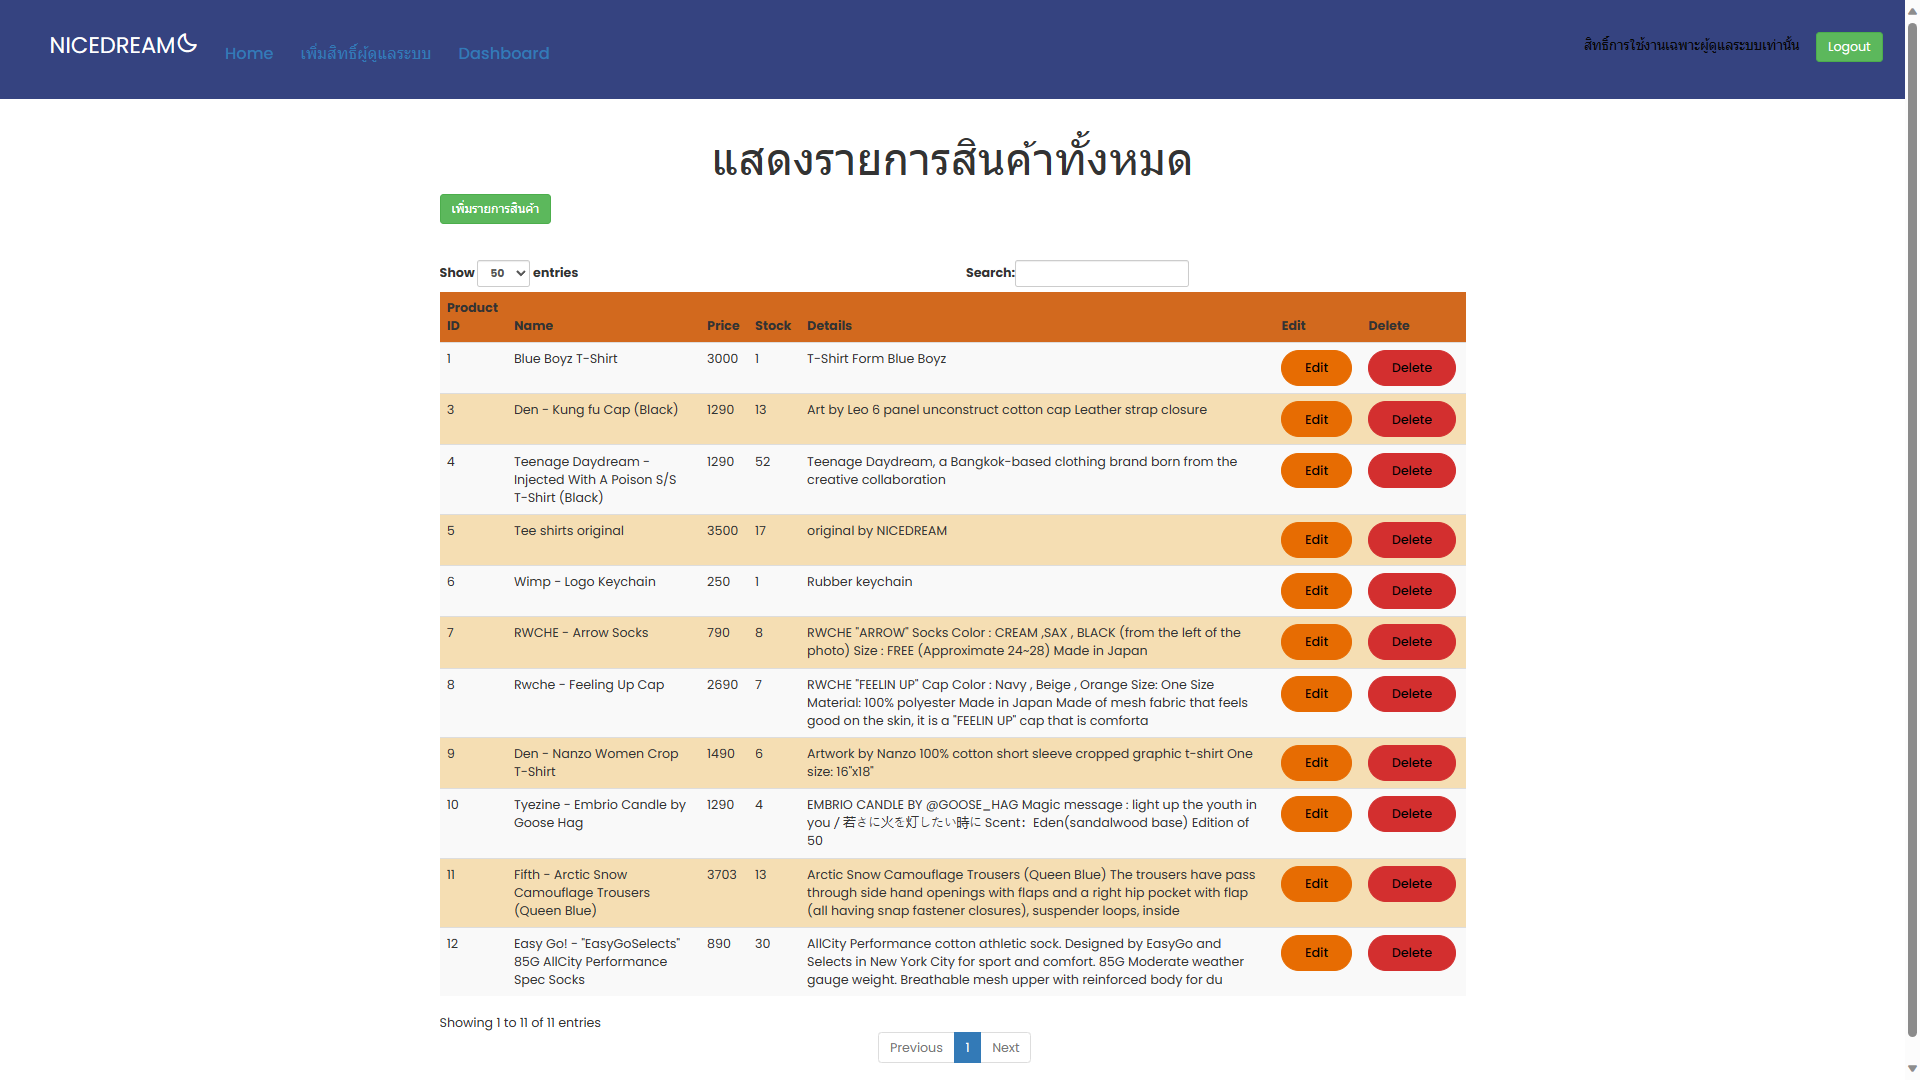 NICEDREAM
Home เพิ่มสิทธิ์ผู้ดูแลระบบ Dashboard
สิทธิ์การใช้งานเฉพาะผู้ดูแลระบบเท่านั้น Logout
แสดงรายการสินค้าทั้งหมด
เพิ่มรายการสินค้า
Show 50 entries Search:
Product
ID Name Price Stock Details Edit Delete
1 Blue Boyz T-Shirt 3000 1 T-Shirt Form Blue Boyz Edit Delete
3 Den - Kung fu Cap (Black) 1290 13 Art by Leo 6 panel unconstruct cotton cap Leather strap closure Edit Delete
4 Teenage Daydream - 1290 52 Teenage Daydream, a Bangkok-based clothing brand born from the Edit Delete
Injected With A Poison S/S creative collaboration
T-Shirt (Black)
5 Tee shirts original 3500 17 original by NICEDREAM Edit Delete
6 Wimp - Logo Keychain 250 1 Rubber keychain Edit Delete
7 RWCHE - Arrow Socks 790 8 RWCHE "ARROW" Socks Color : CREAM ,SAX , BLACK (from the left of the Edit Delete
photo) Size : FREE (Approximate 24~28) Made in Japan
8 Rwche - Feeling Up Cap 2690 7 RWCHE "FEELIN UP" Cap Color : Navy , Beige , Orange Size: One Size Edit Delete
Material: 100% polyester Made in Japan Made of mesh fabric that feels
good on the skin, it is a "FEELIN UP" cap that is comforta
9 Den - Nanzo Women Crop 1490 6 Artwork by Nanzo 100% cotton short sleeve cropped graphic t-shirt One Edit Delete
T-Shirt size: 16"x18"
10 Tyezine - Embrio Candle by 1290 4 EMBRIO CANDLE BY @GOOSE_HAG Magic message : light up the youth in Edit Delete
Goose Hag you / 若さに火を灯したい時に Scent: Eden(sandalwood base) Edition of
50
11 Fifth - Arctic Snow 3703 13 Arctic Snow Camouflage Trousers (Queen Blue) The trousers have pass Edit Delete
Camouflage Trousers through side hand openings with flaps and a right hip pocket with flap
(Queen Blue) (all having snap fastener closures), suspender loops, inside
12 Easy Go! - "EasyGoSelects" 890 30 AllCity Performance cotton athletic sock. Designed by EasyGo and Edit Delete
85G AllCity Performance Selects in New York City for sport and comfort. 85G Moderate weather
Spec Socks gauge weight. Breathable mesh upper with reinforced body for du
Showing 1 to 11 of 11 entries
Previous 1 Next